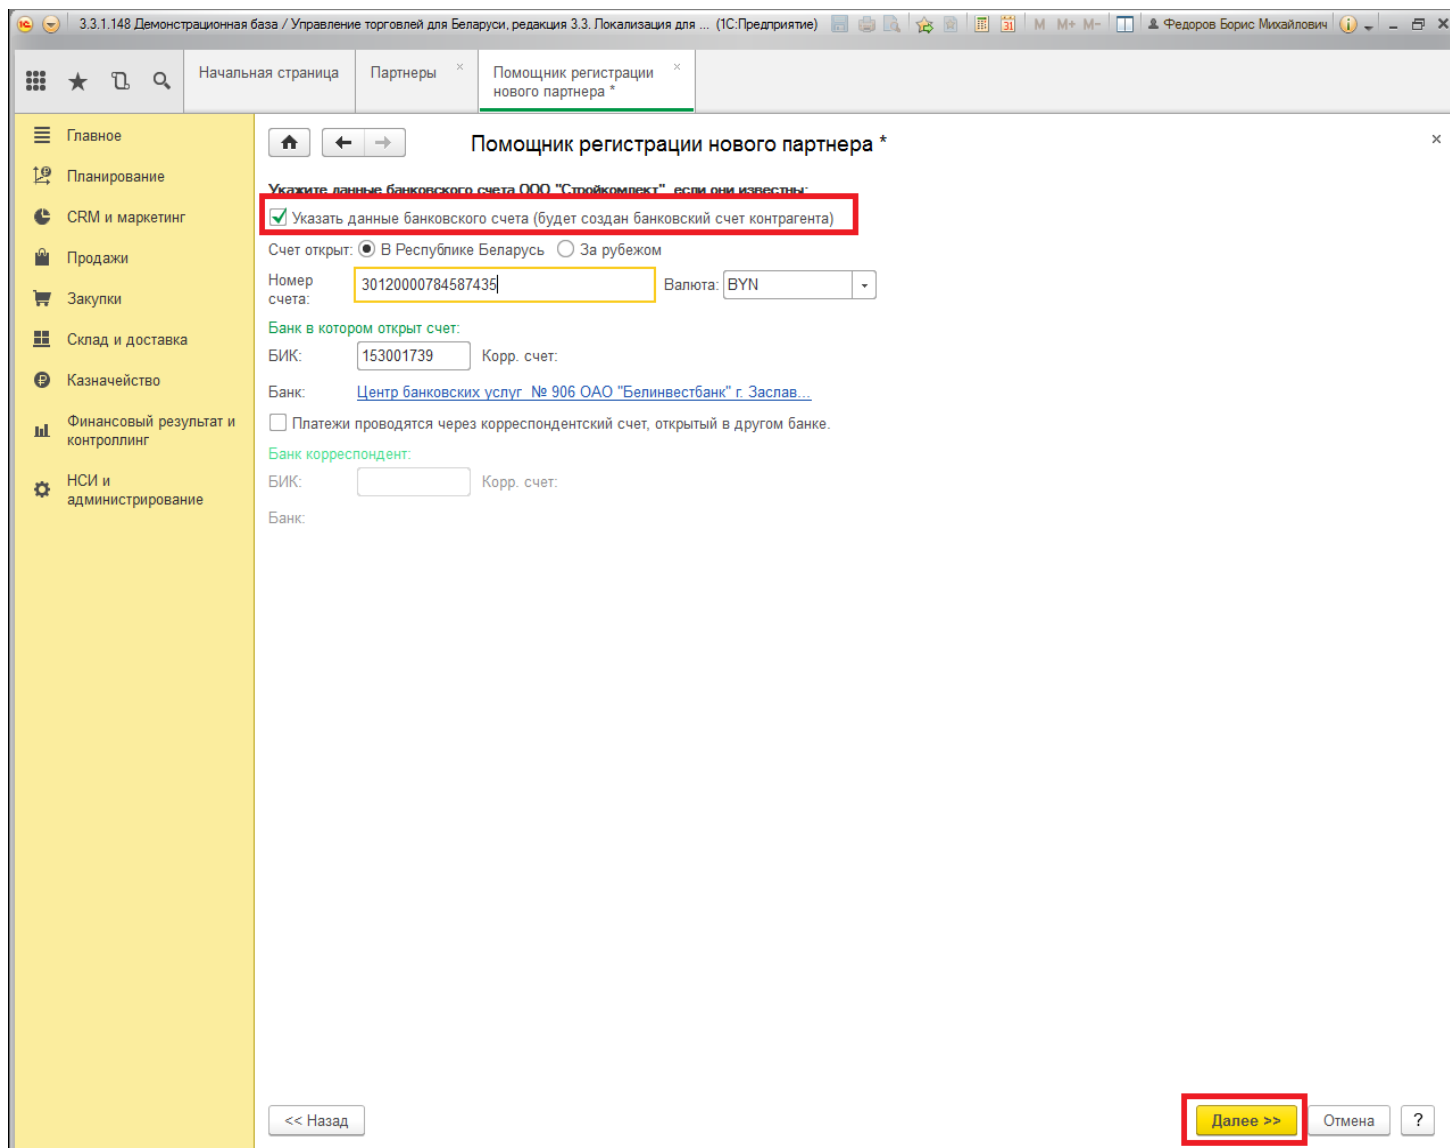 3.3.1.148 Демонстрационная база / Управление торговлей для Беларуси, редакция 3.3. Локализация для ... (1С:Предприятие) M M+ M- Федоров Борис Михайлович
Начальная страница
Партнеры
Помощник регистрации
нового партнера *
Главное
Планирование
CRM и маркетинг
Продажи
Закупки
Склад и доставка
Казначейство
Финансовый результат и
контроллинг
НСИ и
администрирование
Помощник регистрации нового партнера *
Укажите данные банковского счета ООО "Стройкомплект" если они известны:
Указать данные банковского счета (будет создан банковский счет контрагента)
Счет открыт: В Республике Беларусь За рубежом
Номер
счета:
30120000784587435
Валюта: BYN
Банк в котором открыт счет:
БИК: 153001739 Корр. счет:
Банк: Центр банковских услуг № 906 ОАО "Белинвестбанк" г. Заслав...
Платежи проводятся через корреспондентский счет, открытый в другом банке.
Банк корреспондент:
БИК: Корр. счет:
Банк:
<< Назад
Далее >>
Отмена
?